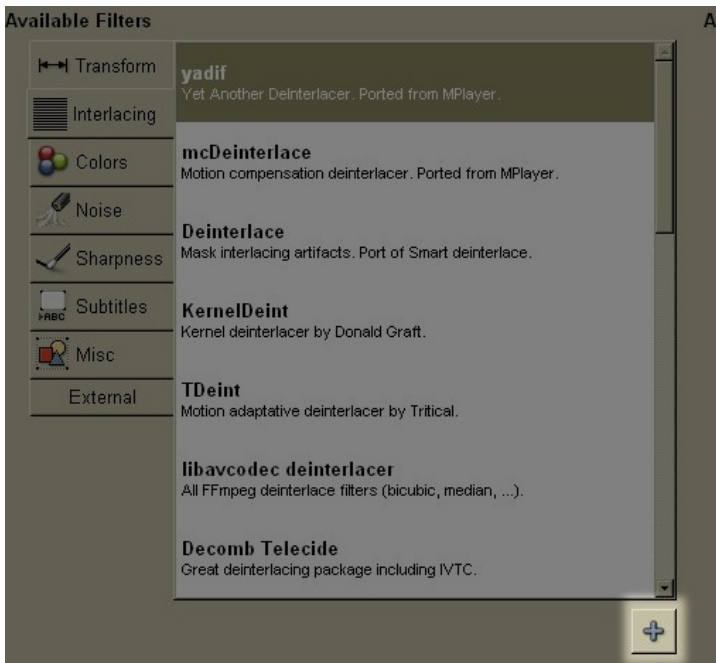 Available Filters
A
Transform
Interlacing
Colors
Noise
Sharpness
ABC
Subtitles
Misc
External
yadif
Yet Another DeInterlacer. Ported from MPlayer.
mcDeinterlace
Motion compensation deinterlacer. Ported from MPlayer.
Deinterlace
Mask interlacing artifacts. Port of Smart deinterlace.
KernelDeint
Kernel deinterlacer by Donald Graft.
TDeint
Motion adaptative deinterlacer by Tritical.
libavcodec deinterlacer
All FFmpeg deinterlace filters (bicubic, median, ...).
Decomb Telecide
Great deinterlacing package including IVTC.